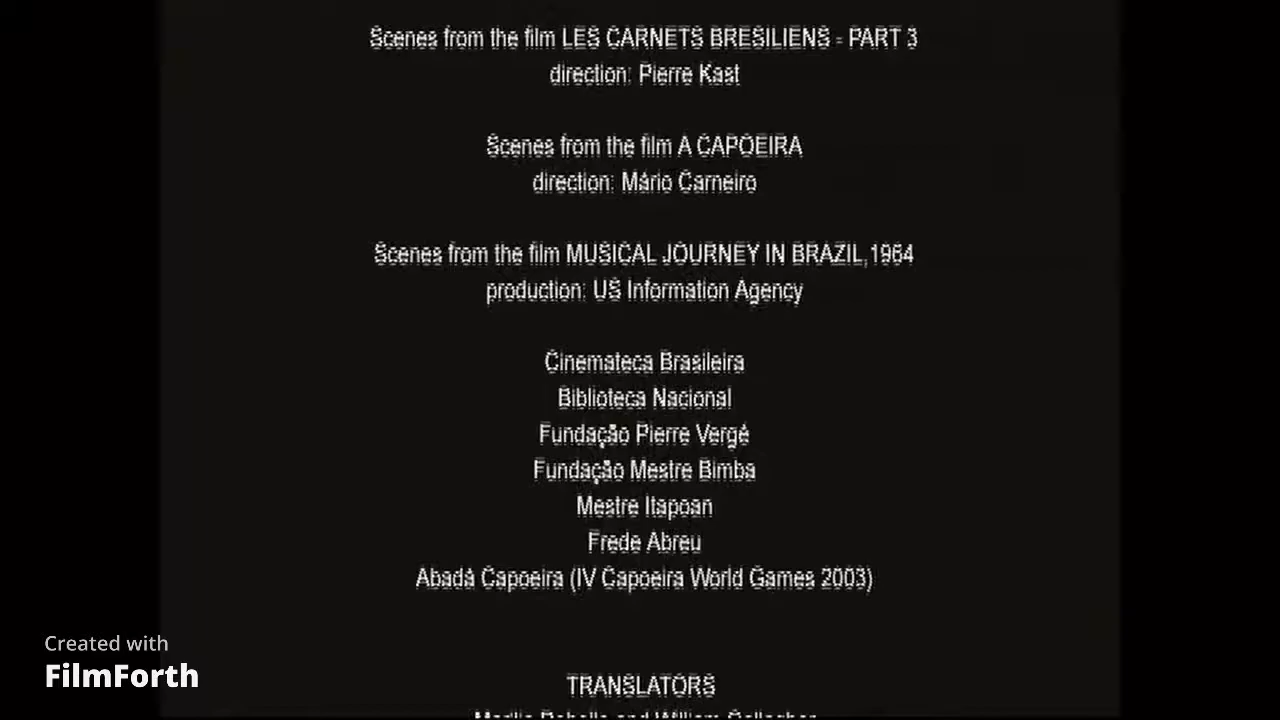 Scenes from the film LES CARNETS BRESILIENS - PART 3
direction: Pierre Kast
Scenes from the film A CAPOEIRA
direction: Mário Carneiro
Scenes from the film MUSICAL JOURNEY IN BRAZIL,1964
production: US Information Agency
Cinemateca Brasileira
Biblioteca Nacional
Fundação Pierre Vergé
Fundação Mestre Bimba
Mestre Itapoan
Frede Abreu
Abadá Capoeira (IV Capoeira World Games 2003)
Created with
FilmForth
TRANSLATORS